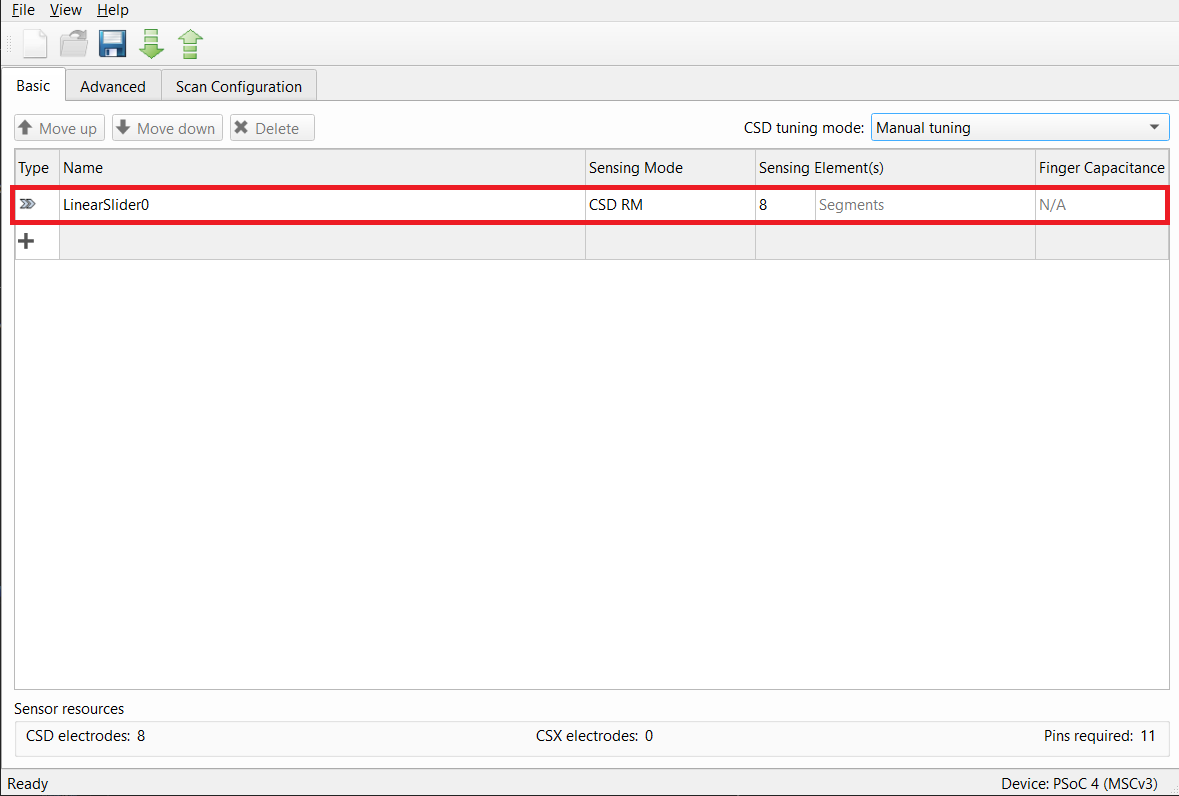 File View Help
Basic Advanced Scan Configuration
Move up Move down Delete CSD tuning mode: Manual tuning
Type Name Sensing Mode Sensing Element(s) Finger Capacitance
LinearSlider0 CSD RM 8 Segments N/A
Sensor resources
CSD electrodes: 8 CSX electrodes: 0 Pins required: 11
Ready Device: PSoC 4 (MSCv3)